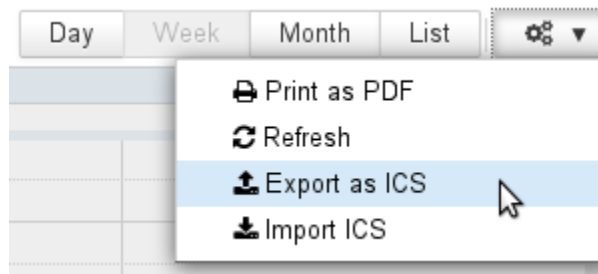 Day Week Month List
Print as PDF
Refresh
Export as ICS
Import ICS